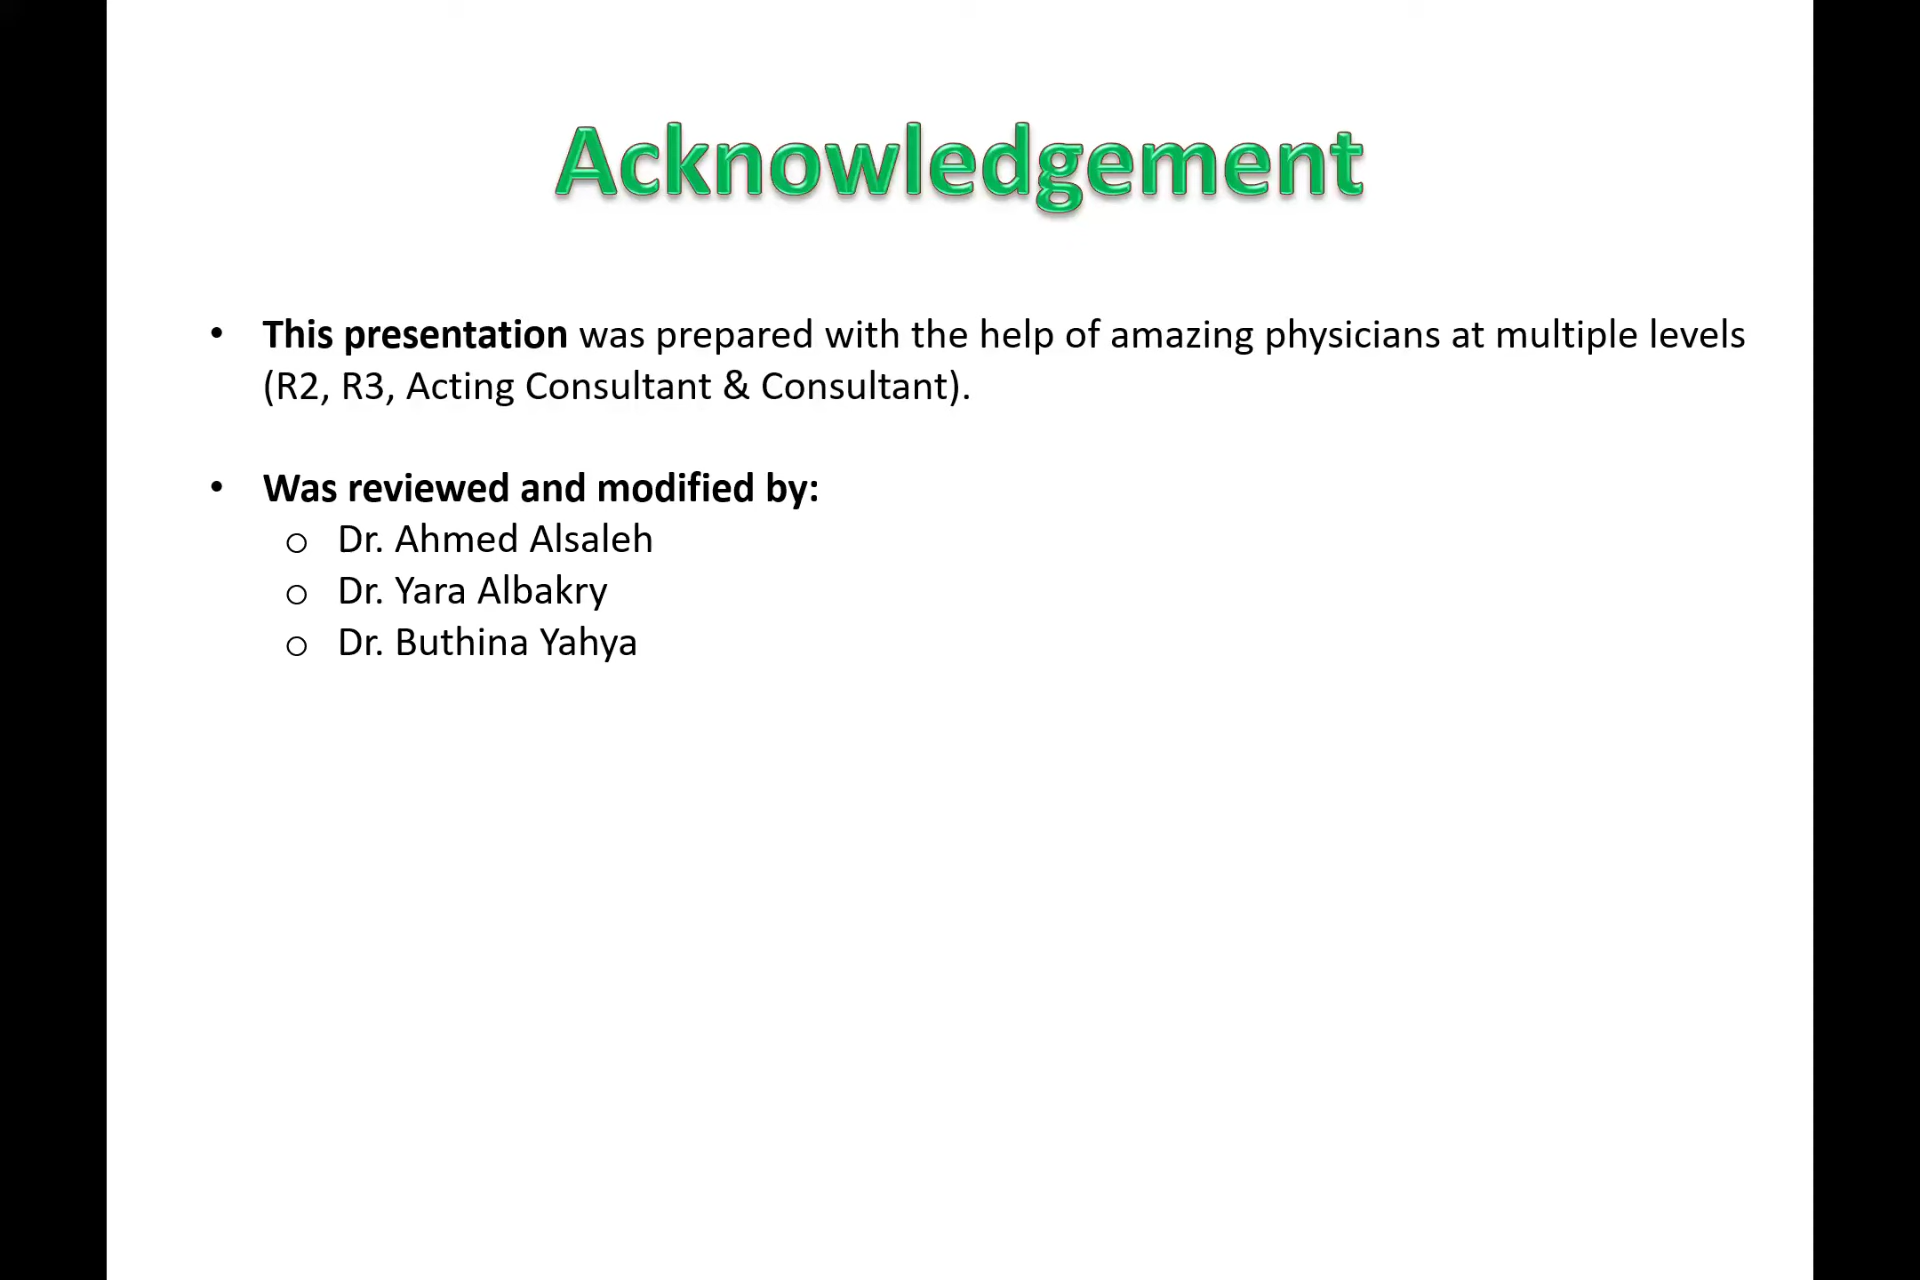 Acknowledgement
• This presentation was prepared with the help of amazing physicians at multiple levels
(R2, R3, Acting Consultant & Consultant).
• Was reviewed and modified by:
o Dr. Ahmed Alsaleh
o Dr. Yara Albakry
o Dr. Buthina Yahya